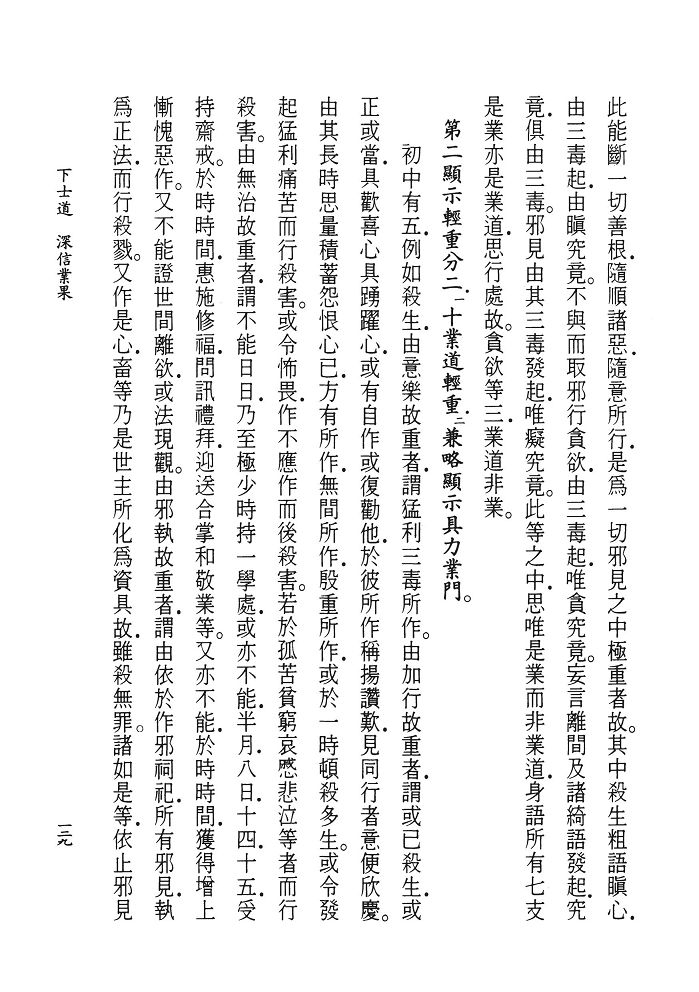 此能斷一切善根．隨順諸惡．隨意所行．是爲一切邪見之中極重者故。其中殺生粗語瞋心．
由三毒起．由瞋究竟。不與而取邪行貪欲．由三毒起．唯貪究竟。妄言離間及諸綺語發起．究
竟．俱由三毒。邪見由其三毒發起．唯癡究竟。此等之中．思唯是業而非業道．身語所有七支
是業亦是業道．思行處故。貪欲等三．業道非業。
第二顯示輕重分二．一十業道輕重．二兼略顯示具力業門。
初中有五．例如殺生．由意樂故重者．謂猛利三毒所作。由加行故重者．謂或已殺生．或
正或當．具歡喜心具踴躍心．或有自作或復勸他．於彼所作稱揚讚歎．見同行者意便欣慶。
由其長時思量積蓄怨恨心已．方有所作．無間所作．殷重所作．或於一時頓殺多生。或令發
起猛利痛苦而行殺害。或令怖畏．作不應作而後殺害。若於孤苦貧窮哀慼悲泣等者而行
殺害。由無治故重者．謂不能日日．乃至極少時持一學處．或亦不能．半月．八日．十四．十五．受
持齋戒。於時時間．惠施修福．問訊禮拜．迎送合掌和敬業等。又亦不能．於時時間．獲得增上
慚愧惡作。又不能證世間離欲．或法現觀。由邪執故重者．謂由依於作邪祠祀．所有邪見．執
爲正法．而行殺戮。又作是心．畜等乃是世主所化爲資具故．雖殺無罪。諸如是等．依止邪見
下士道　深信業果
一二九